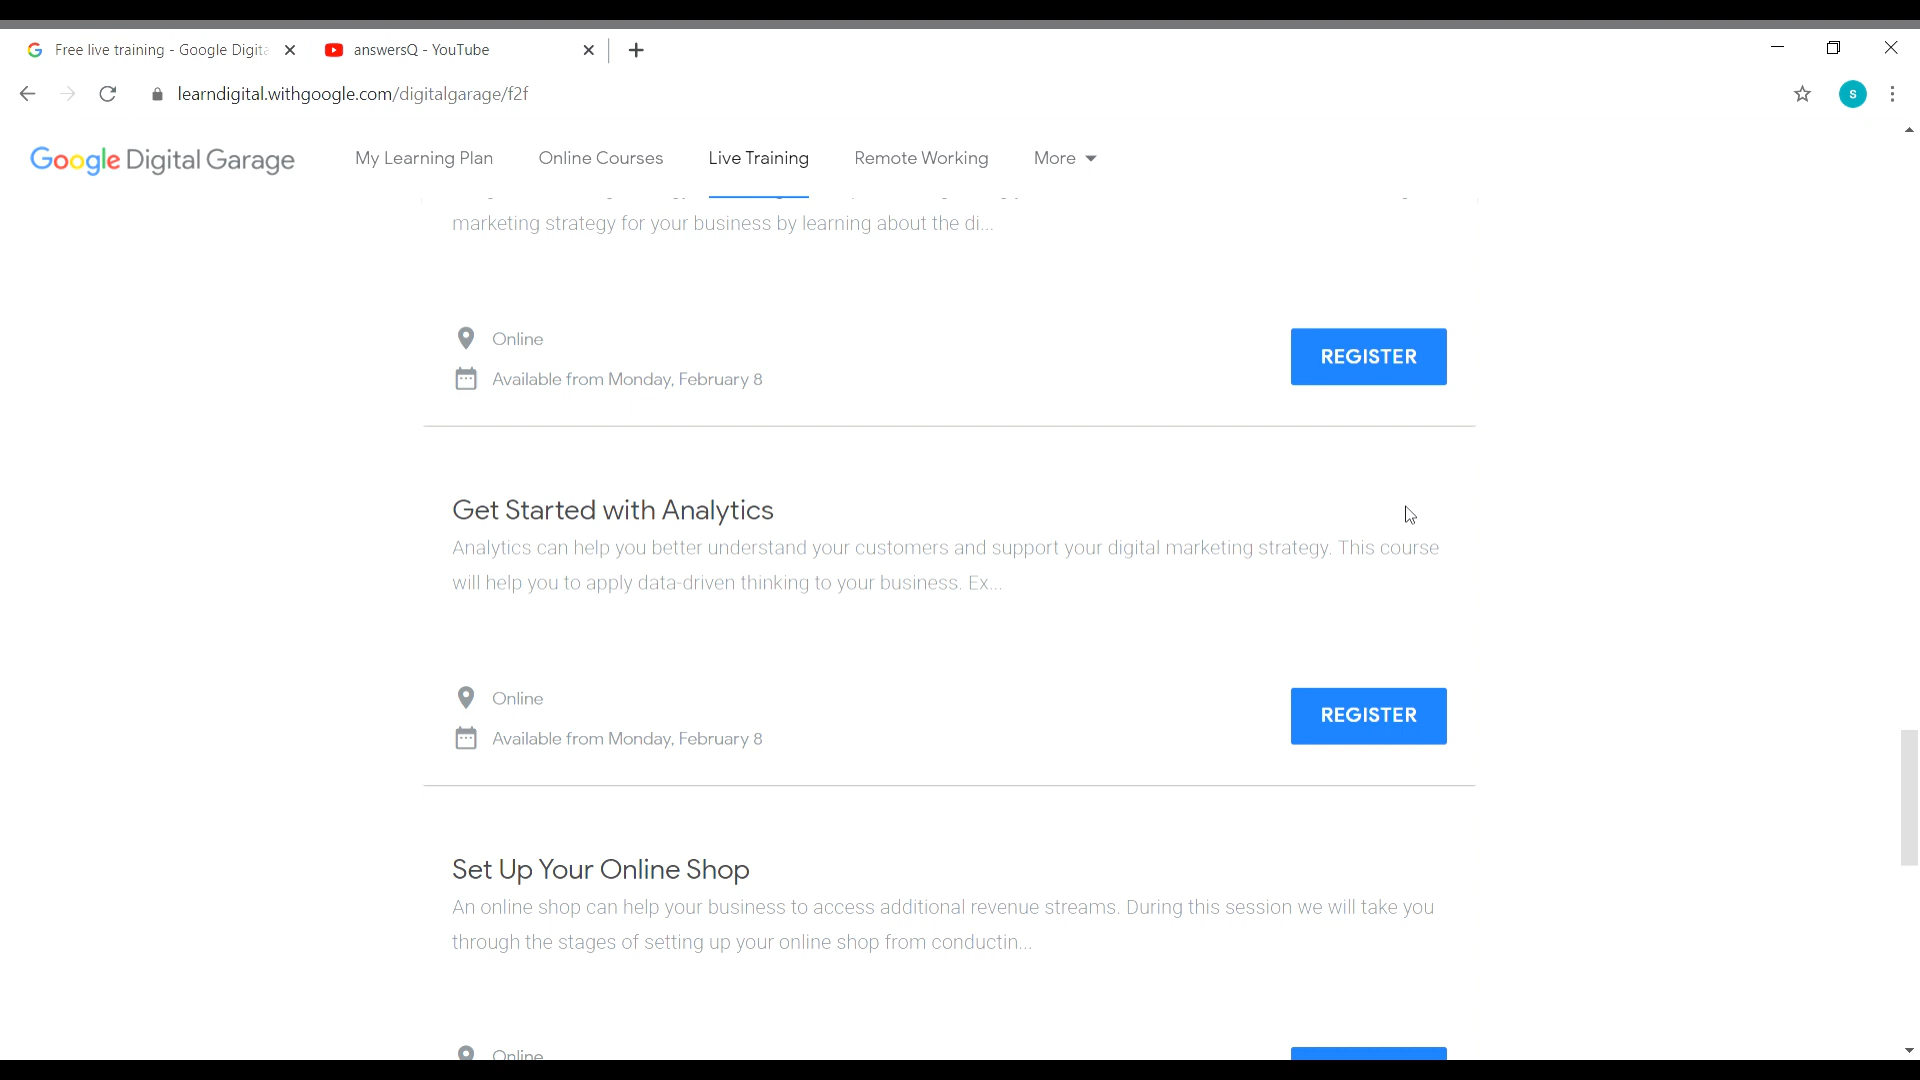 Free live training - Google Digita
answersQ - YouTube
learndigital.withgoogle.com/digitalgarage/f2f
S
Google Digital Garage
My Learning Plan
Online Courses
Live Training
Remote Working
More
marketing strategy for your business by learning about the di...
Online
Available from Monday, February 8
REGISTER
Get Started with Analytics
Analytics can help you better understand your customers and support your digital marketing strategy. This course
will help you to apply data-driven thinking to your business. Ex...
Online
Available from Monday, February 8
REGISTER
Set Up Your Online Shop
An online shop can help your business to access additional revenue streams. During this session we will take you
through the stages of setting up your online shop from conductin...
Online